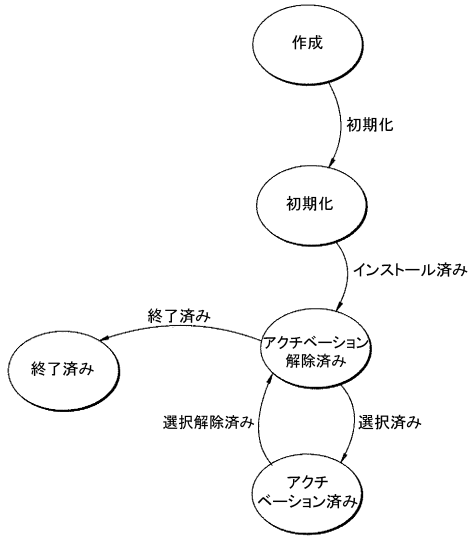 作成
初期化
初期化
インストール済み
終了済み
アクチベーション
解除済み
終了済み
選択解除済み
選択済み
アクチ
ベーション済み